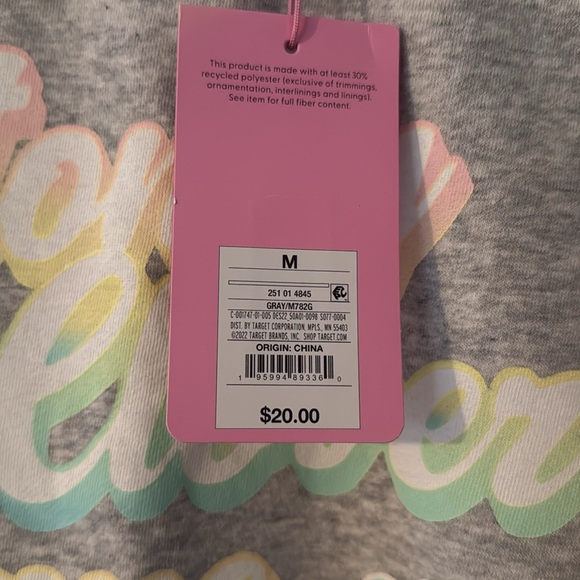 This product is made with at least 30%
recycled polyester (exclusive of trimmings,
ornamentation, interlinings and linings).
See item for full fiber content.
M
251 01 4845
GRAY/M782G
C-001747-01-005 DES22_50A01-0098 S077-0084
DIST. BY TARGET CORPORATION, MPLS., MN 55403
©2022 TARGET BRANDS, INC. SHOP TARGET.COM
ORIGIN: CHINA
1 95994 89336 0
$20.00